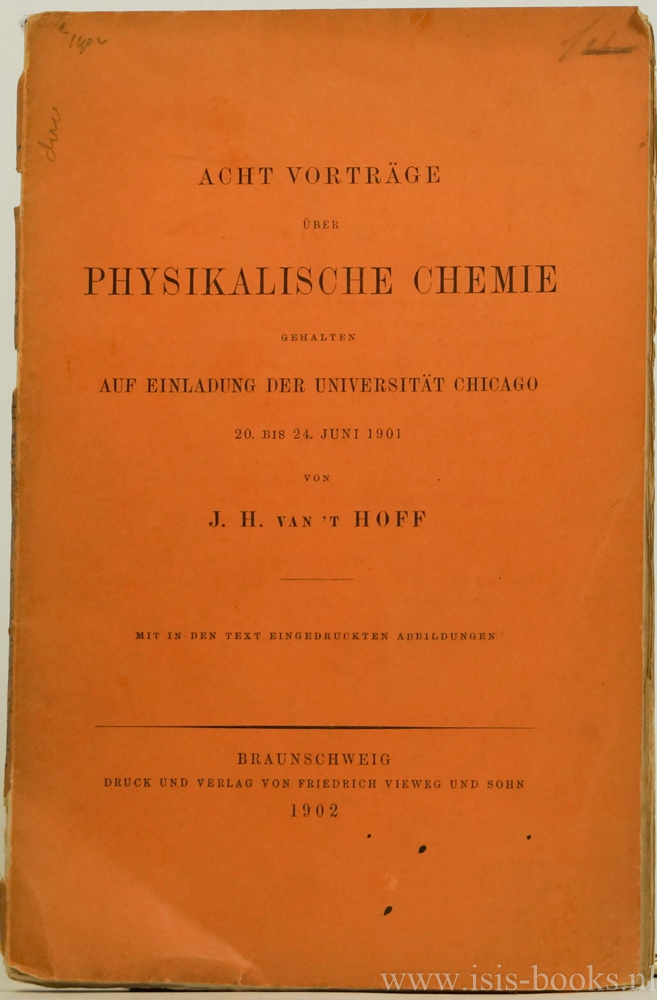 ACHT VORTRÄGE
ÜBER
PHYSIKALISCHE CHEMIE
GEHALTEN
AUF EINLADUNG DER UNIVERSITÄT CHICAGO
20. BIS 24. JUNI 1901
VON
J. H. VAN 'T HOFF
MIT IN DEN TEXT EINGEDRUCKTEN ABBILDUNGEN
BRAUNSCHWEIG
DRUCK UND VERLAG VON FRIEDRICH VIEWEG UND SOHN
1902
www.isis-books.nl